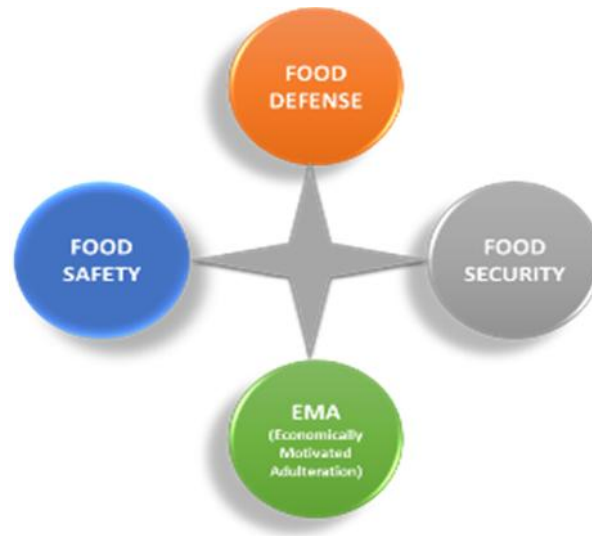 FOOD
DEFENSE
FOOD
SAFETY
FOOD
SECURITY
EMA
(Economically
Motivated
Adulteration)